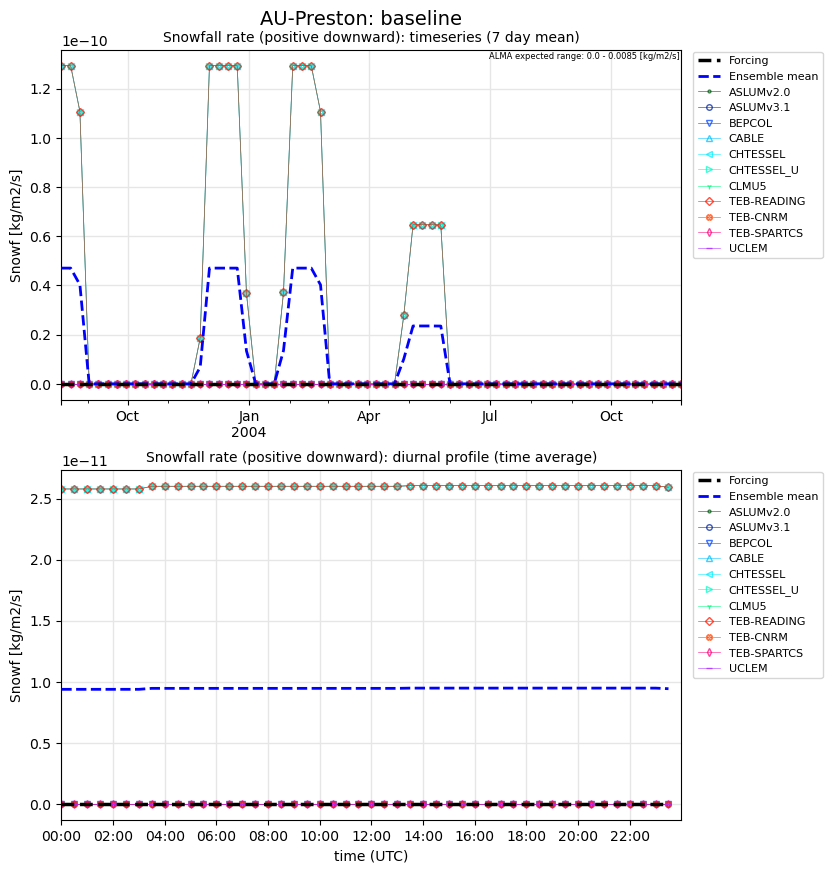 AU-Preston: baseline
Snowfall rate (positive downward): timeseries (7 day mean)
1e−10
ALMA expected range: 0.0 - 0.0085 [kg/m2/s]
Snowf [kg/m2/s]
1.2
1.0
0.8
0.6
0.4
0.2
0.0
Oct
Jan
2004
Apr
Jul
Oct
Forcing
Ensemble mean
ASLUMv2.0
ASLUMv3.1
BEPCOL
CABLE
CHTESSEL
CHTESSEL_U
CLMU5
TEB-READING
TEB-CNRM
TEB-SPARTCS
UCLEM
Snowfall rate (positive downward): diurnal profile (time average)
1e−11
Snowf [kg/m2/s]
2.5
2.0
1.5
1.0
0.5
0.0
00:00
02:00
04:00
06:00
08:00
10:00
12:00
14:00
16:00
18:00
20:00
22:00
time (UTC)
Forcing
Ensemble mean
ASLUMv2.0
ASLUMv3.1
BEPCOL
CABLE
CHTESSEL
CHTESSEL_U
CLMU5
TEB-READING
TEB-CNRM
TEB-SPARTCS
UCLEM